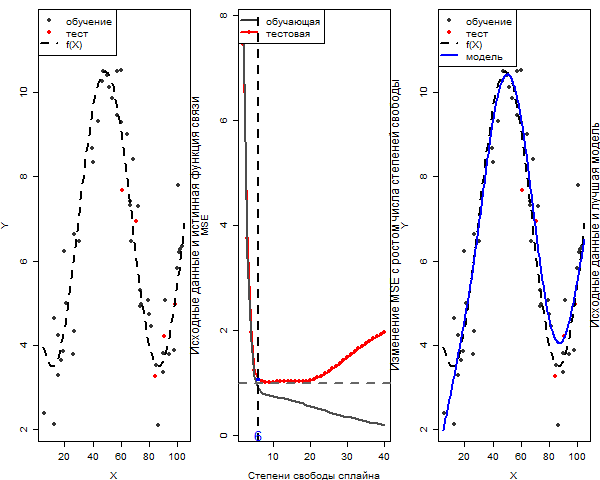 обучение
тест
f(X)
Y
2
4
6
8
10
20
40
60
80
100
X
Исходные данные и истинная функция связи
обучающая
тестовая
MSE
0
2
4
6
8
6
10
20
30
40
Степени свободы сплайна
Изменение MSE с ростом числа степеней свободы
обучение
тест
f(X)
модель
Y
2
4
6
8
10
20
40
60
80
100
X
Исходные данные и лучшая модель